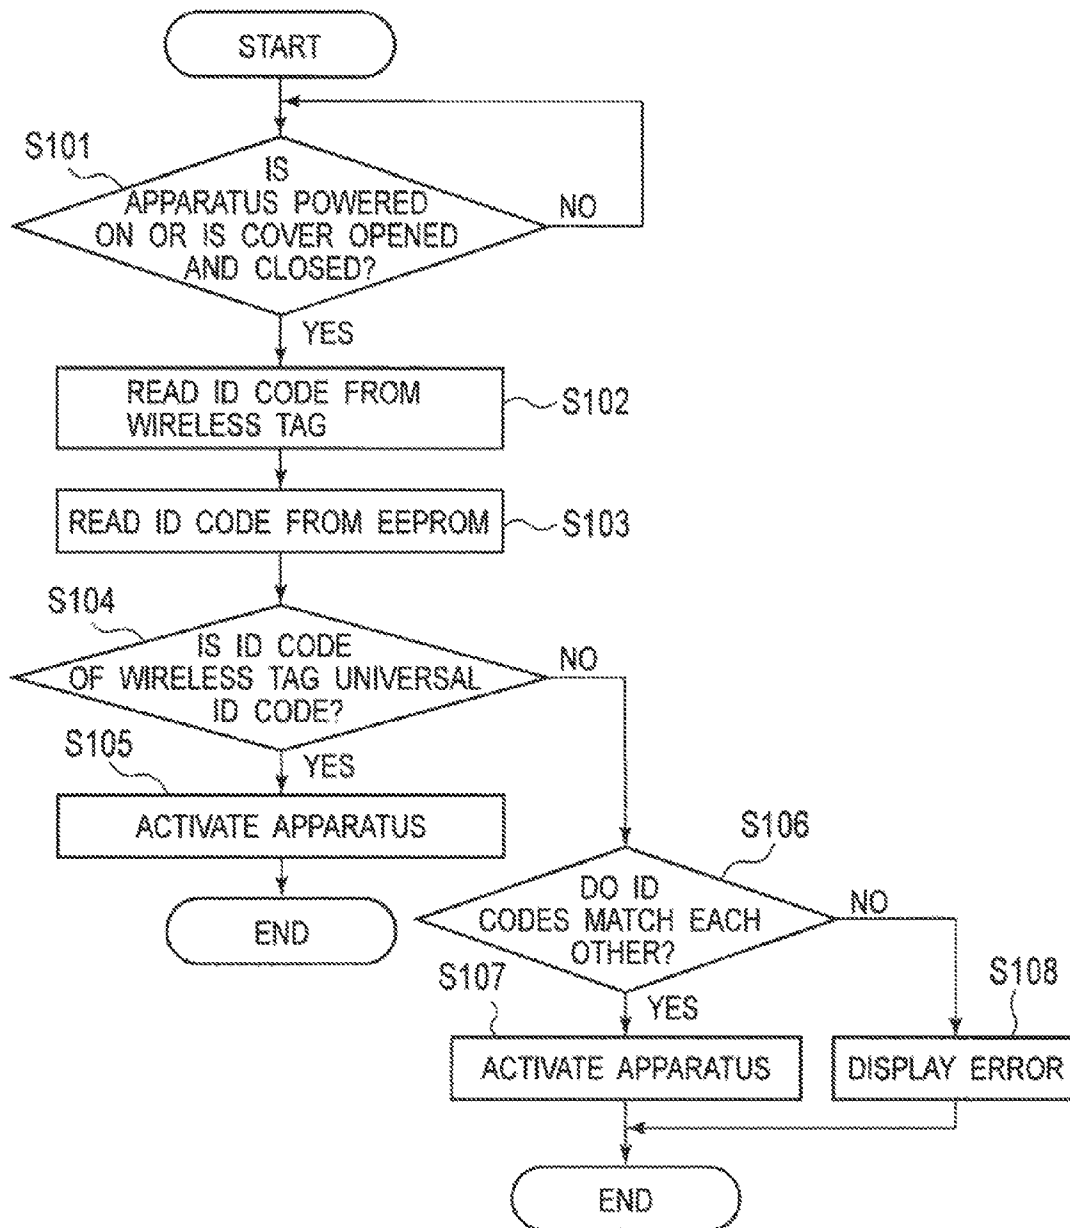 START
S101
IS
APPARATUS POWERED
ON OR IS COVER OPENED
AND CLOSED?
NO
YES
READ ID CODE FROM
WIRELESS TAG
S102
READ ID CODE FROM EEPROM
S103
S104
IS ID CODE
OF WIRELESS TAG UNIVERSAL
ID CODE?
NO
S105
YES
ACTIVATE APPARATUS
END
S106
DO ID
CODES MATCH EACH
OTHER?
NO
S107
YES
S108
ACTIVATE APPARATUS
DISPLAY ERROR
END